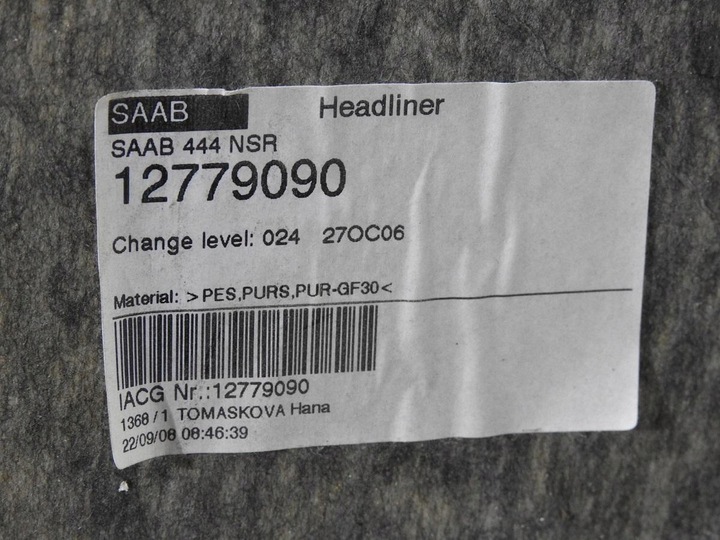 SAAB Headliner
SAAB 444 NSR
12779090
Change level: 024 27OC06
Material: >PES,PURS,PUR-GF30<
IACG Nr.:12779090
1368/1 TOMASKOVA Hana
22/09/08 08:46:39